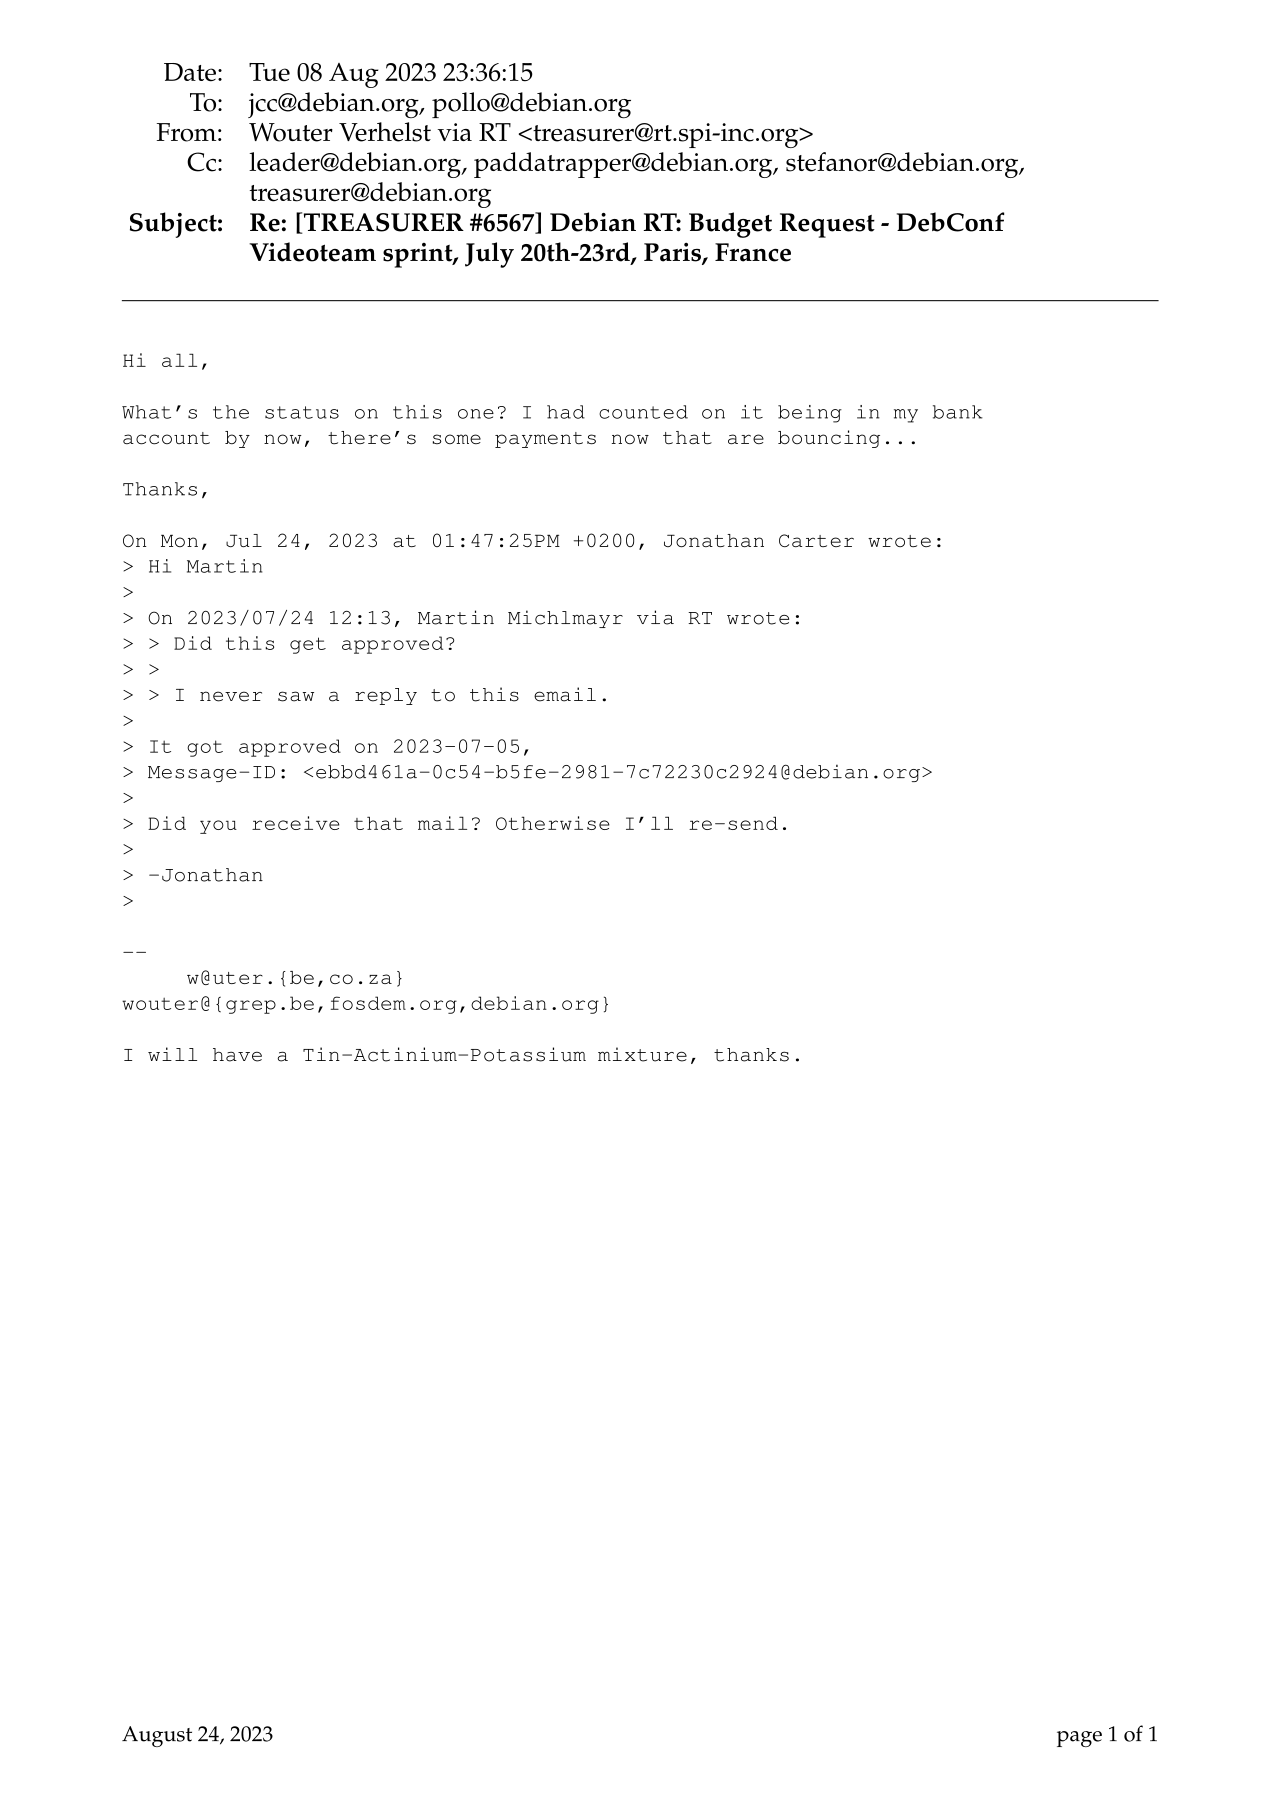 Date: Tue 08 Aug 2023 23:36:15
To: jcc@debian.org, pollo@debian.org
From: Wouter Verhelst via RT <treasurer@rt.spi-inc.org>
Cc: leader@debian.org, paddatrapper@debian.org, stefanor@debian.org,
treasurer@debian.org
Subject: Re: [TREASURER #6567] Debian RT: Budget Request - DebConf
Videoteam sprint, July 20th-23rd, Paris, France
Hi all,
What's the status on this one? I had counted on it being in my bank
account by now, there's some payments now that are bouncing...
Thanks,
On Mon, Jul 24, 2023 at 01:47:25PM +0200, Jonathan Carter wrote:
> Hi Martin
>
> On 2023/07/24 12:13, Martin Michlmayr via RT wrote:
> > Did this get approved?
> >
> > I never saw a reply to this email.
>
> It got approved on 2023-07-05,
> Message-ID: <ebbd461a-0c54-b5fe-2981-7c72230c2924@debian.org>
>
> Did you receive that mail? Otherwise I'll re-send.
>
> -Jonathan
>
--
w@uter.{be,co.za}
wouter@{grep.be,fosdem.org,debian.org}
I will have a Tin-Actinium-Potassium mixture, thanks.
August 24, 2023
page 1 of 1